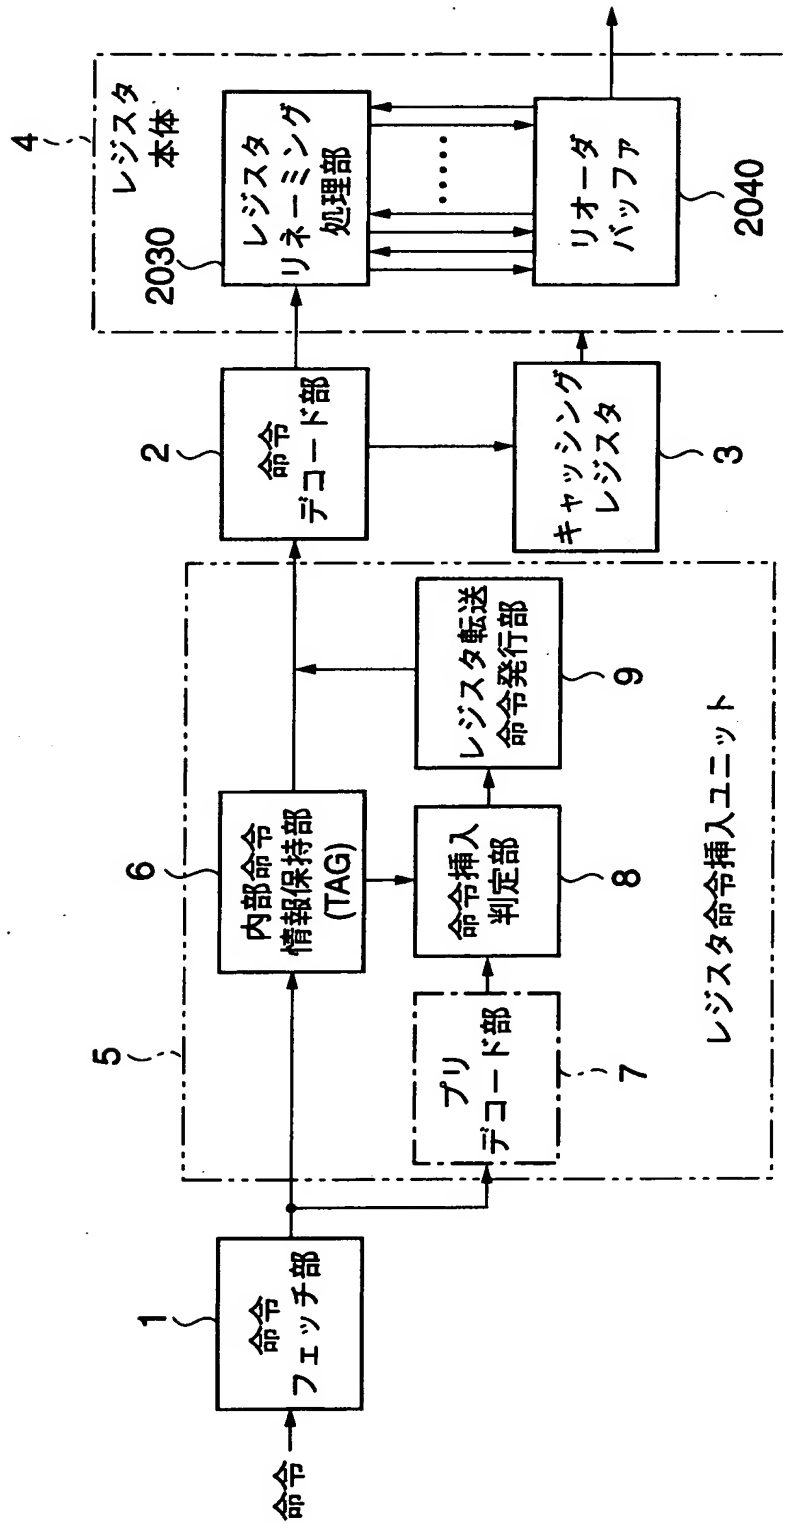 命令
1
命令
フェッチ部
5
6
内部命令
情報保持部
(TAG)
プリ
デコード部
7
命令挿入
判定部
8
レジスタ転送
命令発行部
9
レジスタ命令挿入ユニット
2
命令
デコード部
キャッシング
レジスタ
3
4
レジスタ
本体
2030
レジスタ
リネーミング
処理部
リオーダ
バッファ
2040